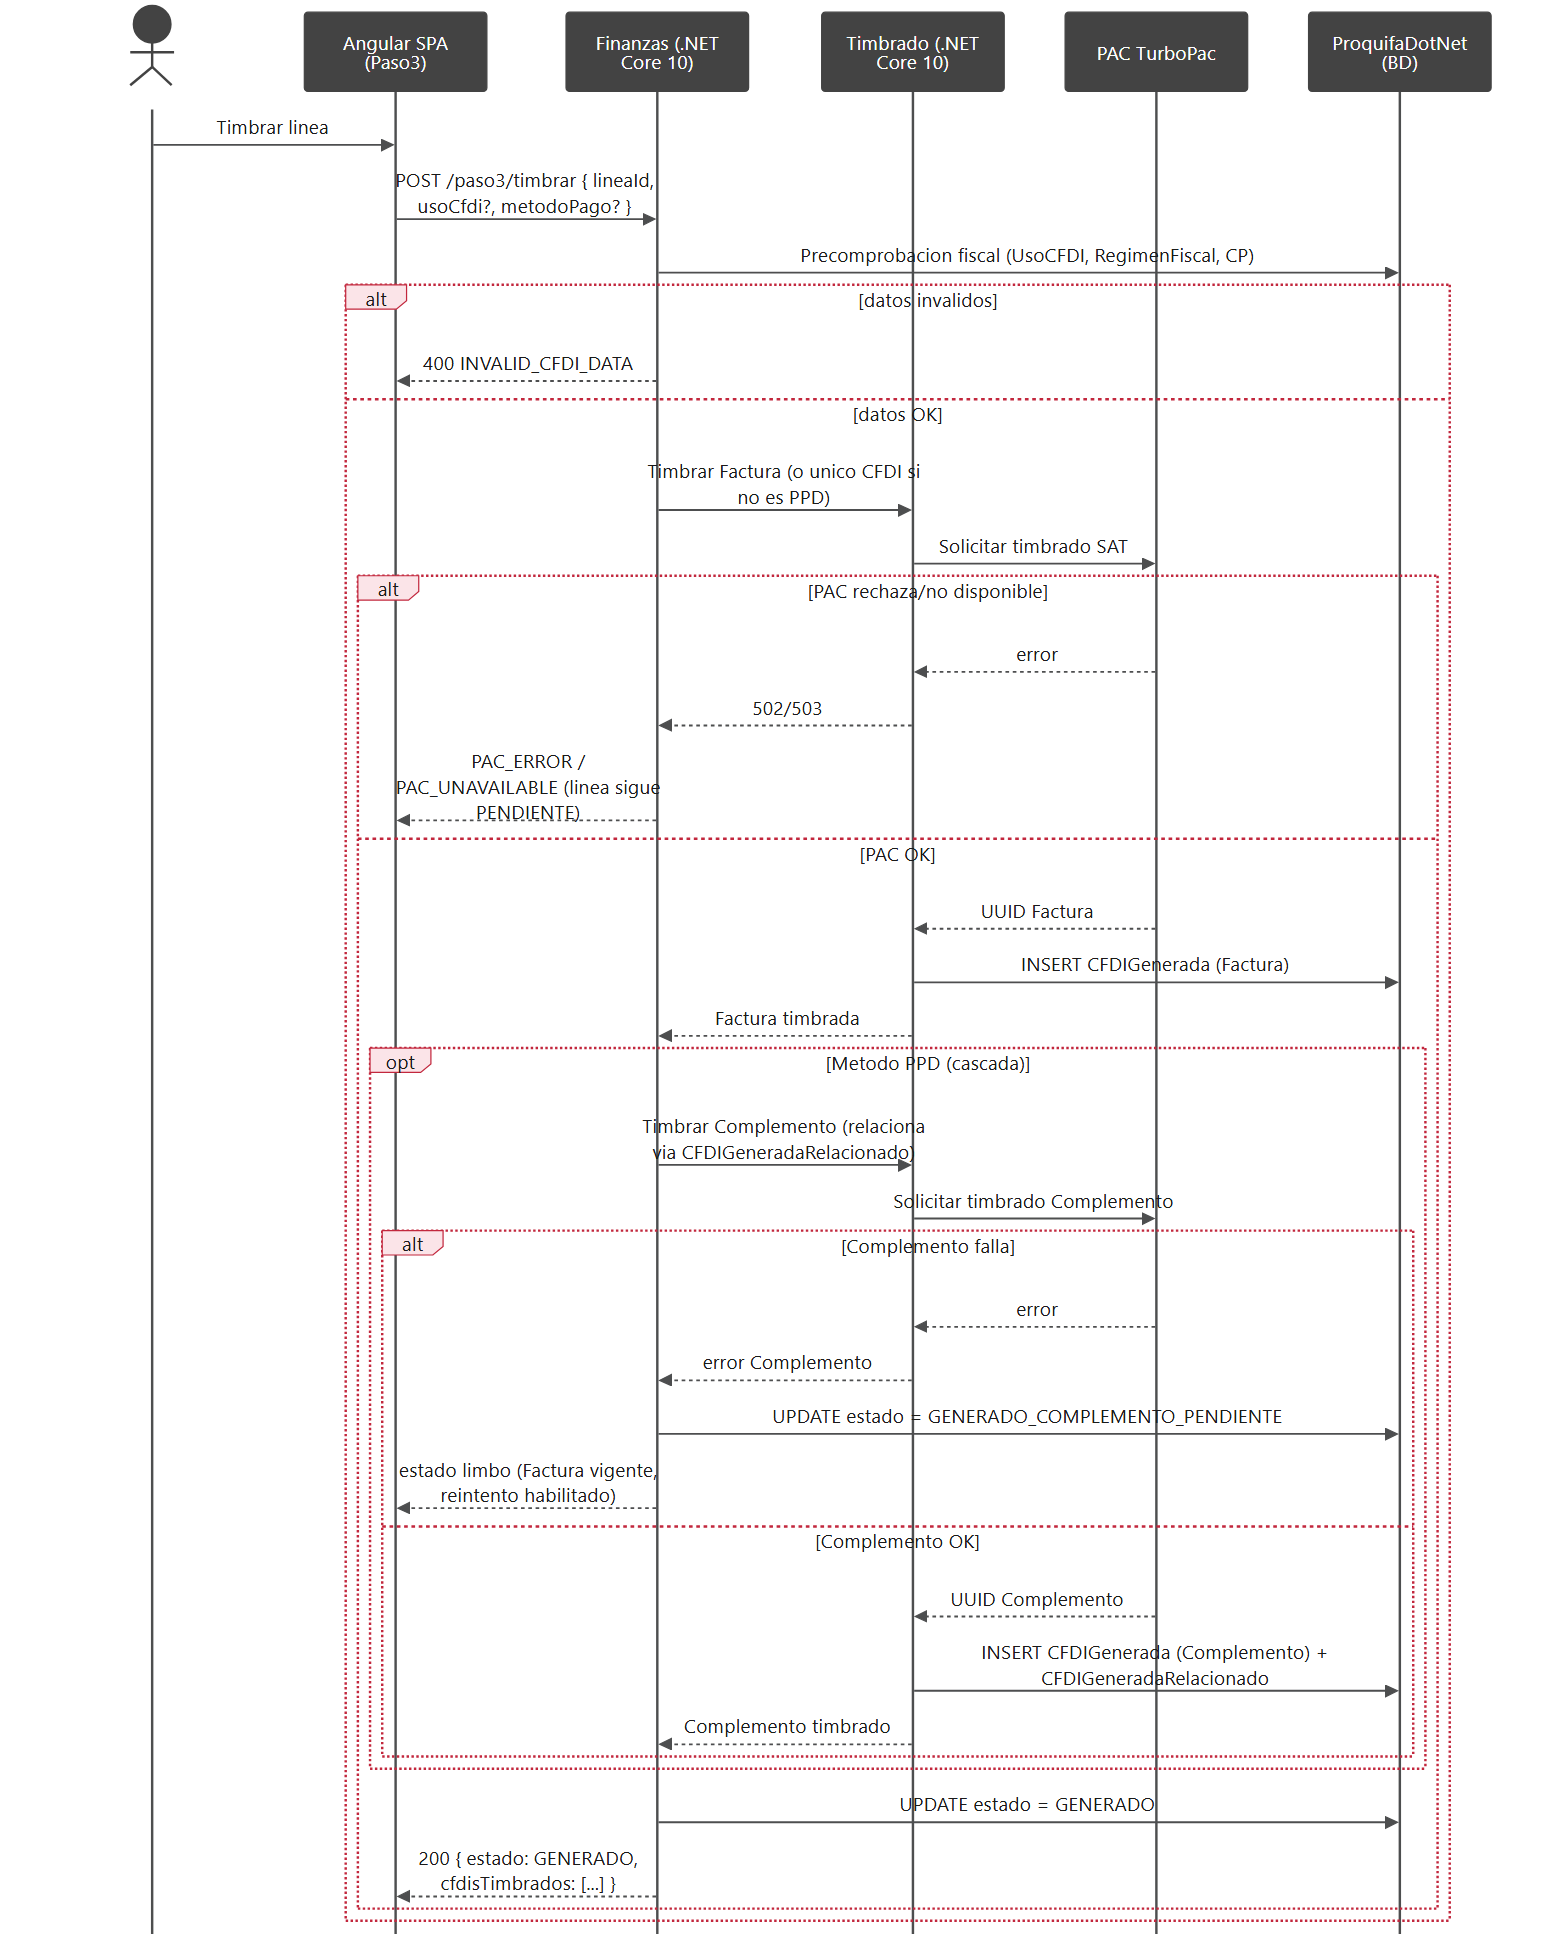 Angular SPA
(Paso3)
Finanzas (.NET
Core 10)
Timbrado (.NET
Core 10)
PAC TurboPac
ProquifaDotNet
(BD)
Timbrar linea
POST /paso3/timbrar { lineaId,
usoCfdi?, metodoPago? }
Precomprobacion fiscal (UsoCFDI, RegimenFiscal, CP)
alt
[datos invalidos]
400 INVALID_CFDI_DATA
[datos OK]
Timbrar Factura (o unico CFDI si
no es PPD)
Solicitar timbrado SAT
alt
[PAC rechaza/no disponible]
error
502/503
PAC_ERROR /
PAC_UNAVAILABLE (linea sigue
PENDIENTE)
[PAC OK]
UUID Factura
INSERT CFDIGenerada (Factura)
Factura timbrada
opt
[Metodo PPD (cascada)]
Timbrar Complemento (relaciona
via CFDIGeneradaRelacionado)
Solicitar timbrado Complemento
alt
[Complemento falla]
error
error Complemento
UPDATE estado = GENERADO_COMPLEMENTO_PENDIENTE
estado limbo (Factura vigente,
reintento habilitado)
[Complemento OK]
UUID Complemento
INSERT CFDIGenerada (Complemento) +
CFDIGeneradaRelacionado
Complemento timbrado
UPDATE estado = GENERADO
200 { estado: GENERADO,
cfdisTimbrados: [...] }